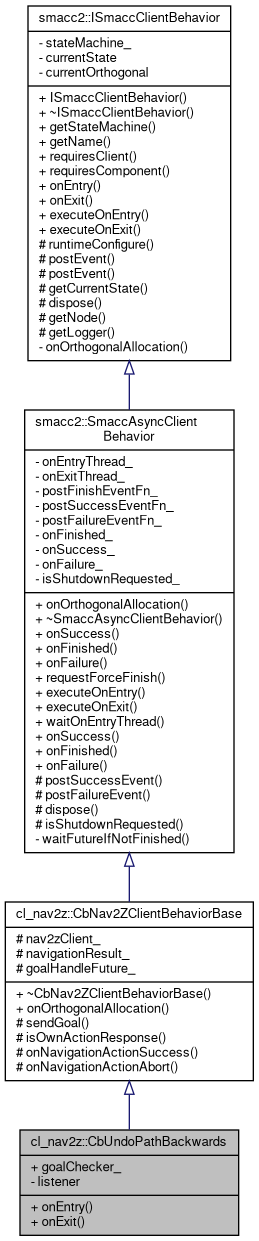 smacc2::ISmaccClientBehavior
- stateMachine_
- currentState
- currentOrthogonal
+ ISmaccClientBehavior()
+ ~ISmaccClientBehavior()
+ getStateMachine()
+ getName()
+ requiresClient()
+ requiresComponent()
+ onEntry()
+ onExit()
+ executeOnEntry()
+ executeOnExit()
# runtimeConfigure()
# postEvent()
# postEvent()
# getCurrentState()
# dispose()
# getNode()
# getLogger()
- onOrthogonalAllocation()
smacc2::SmaccAsyncClient
Behavior
- onEntryThread_
- onExitThread_
- postFinishEventFn_
- postSuccessEventFn_
- postFailureEventFn_
- onFinished_
- onSuccess_
- onFailure_
- isShutdownRequested_
+ onOrthogonalAllocation()
+ ~SmaccAsyncClientBehavior()
+ onSuccess()
+ onFinished()
+ onFailure()
+ requestForceFinish()
+ executeOnEntry()
+ executeOnExit()
+ waitOnEntryThread()
+ onSuccess()
+ onFinished()
+ onFailure()
# postSuccessEvent()
# postFailureEvent()
# dispose()
# isShutdownRequested()
- waitFutureIfNotFinished()
cl_nav2z::CbNav2ZClientBehaviorBase
# nav2zClient_
# navigationResult_
# goalHandleFuture_
+ ~CbNav2ZClientBehaviorBase()
+ onOrthogonalAllocation()
# sendGoal()
# isOwnActionResponse()
# onNavigationActionSuccess()
# onNavigationActionAbort()
cl_nav2z::CbUndoPathBackwards
+ goalChecker_
- listener
+ onEntry()
+ onExit()